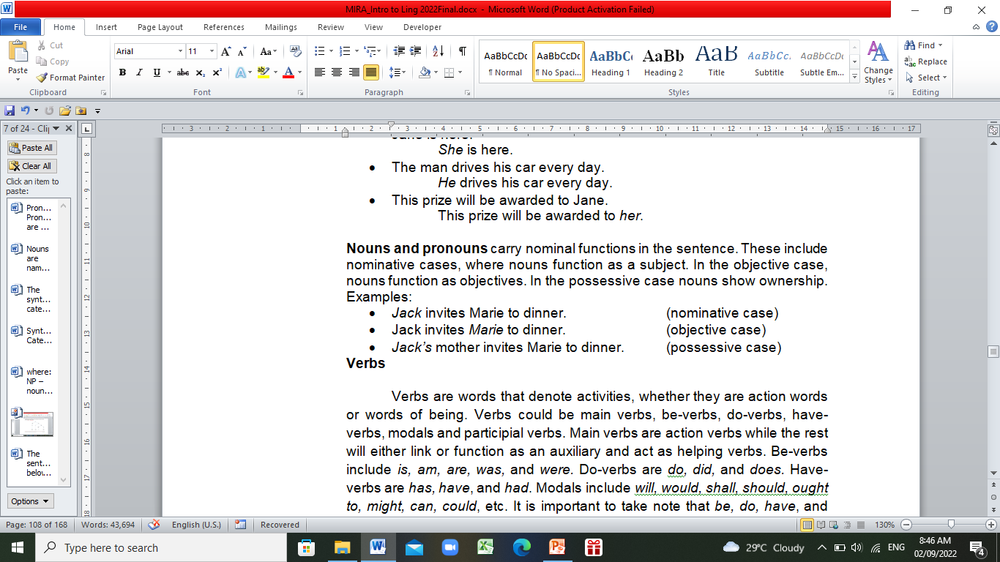 MIRA_Intro to Ling 2022Final.docx - Microsoft Word (Product Activation Failed)
File Home Insert Page Layout References Mailings Review View Developer
Paste
Cut
Copy
Format Painter
Clipboard
Arial 11
Font
Paragraph
AaBbCcDc AaBbCcDc AaBbC AaBb AaB AaBbCc. AaBbCcDc
¶ Normal ¶ No Spaci... Heading 1 Heading 2 Title Subtitle Subtle Em...
Styles
Change Styles
Find
Replace
Select
Editing
7 of 24 - Cli
Paste All
Clear All
Click an item to
paste:
Pron...
Pron...
are ...
Nouns
are
nam...
The
synt...
cate...
Synt...
Cate...
where:
NP –
noun...
The
sent...
belo
Options
Jane is here.
She is here.
• The man drives his car every day.
He drives his car every day.
• This prize will be awarded to Jane.
This prize will be awarded to her.
Nouns and pronouns carry nominal functions in the sentence. These include
nominative cases, where nouns function as a subject. In the objective case,
nouns function as objectives. In the possessive case nouns show ownership.
Examples:
• Jack invites Marie to dinner. (nominative case)
• Jack invites Marie to dinner. (objective case)
• Jack’s mother invites Marie to dinner. (possessive case)
Verbs
Verbs are words that denote activities, whether they are action words
or words of being. Verbs could be main verbs, be-verbs, do-verbs, have-
verbs, modals and participial verbs. Main verbs are action verbs while the rest
will either link or function as an auxiliary and act as helping verbs. Be-verbs
include is, am, are, was, and were. Do-verbs are do, did, and does. Have-
verbs are has, have, and had. Modals include will, would, shall, should, ought
to, might, can, could, etc. It is important to take note that be, do, have, and
Page: 108 of 168 Words: 43,694 English (U.S.) Recovered 130%
Type here to search
29°C Cloudy ENG 8:46 AM
02/09/2022 4